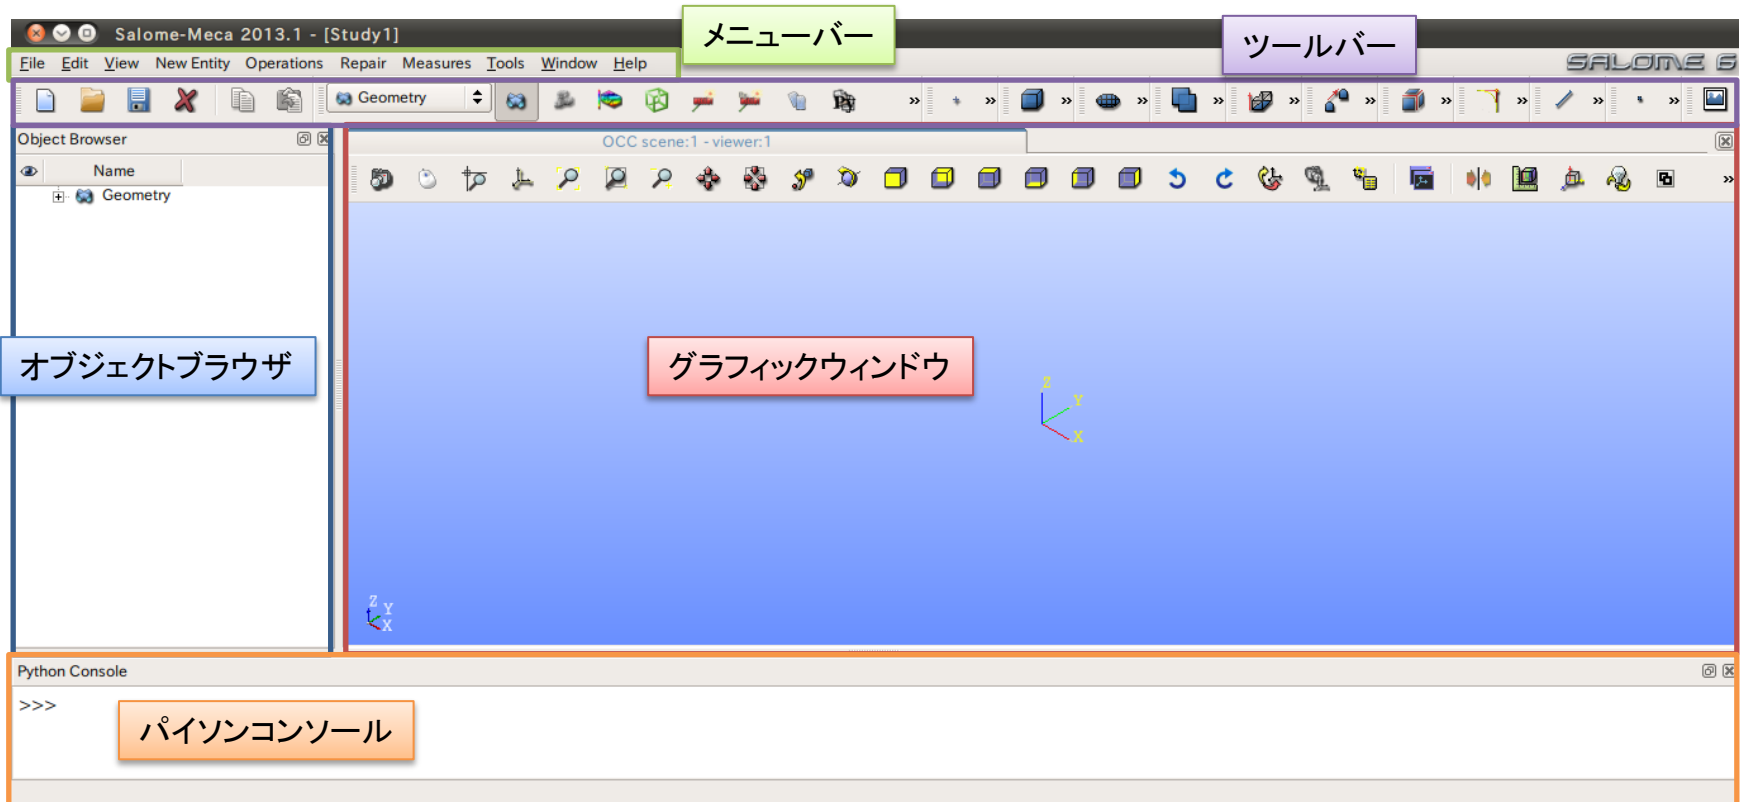 Salome-Meca 2013.1 - [Study1]
メニューバー
ツールバー
File Edit View New Entity Operations Repair Measures Tools Window Help
SALOME 6
Geometry
Object Browser
OCC scene:1 - viewer:1
Name
Geometry
オブジェクトブラウザ
グラフィックウィンドウ
Z
Y
X
Z
Y
X
Python Console
>>>
パイソンコンソール